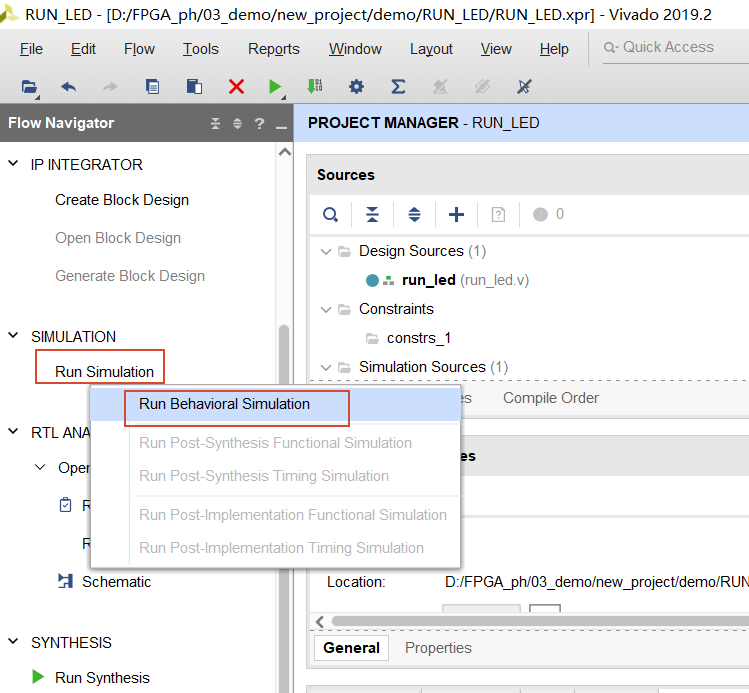 RUN_LED - [D:/FPGA_ph/03_demo/new_project/demo/RUN_LED/RUN_LED.xpr] - Vivado 2019.2
File Edit Flow Tools Reports Window Layout View Help Quick Access
Flow Navigator
PROJECT MANAGER - RUN_LED
IP INTEGRATOR
Create Block Design
Open Block Design
Generate Block Design
SIMULATION
Run Simulation
Run Behavioral Simulation
Run Post-Synthesis Functional Simulation
Run Post-Synthesis Timing Simulation
Run Post-Implementation Functional Simulation
Run Post-Implementation Timing Simulation
RTL ANA
Oper
R
R
Schematic
SYNTHESIS
Run Synthesis
Sources
0
Design Sources (1)
run_led (run_led.v)
Constraints
constrs_1
Simulation Sources (1)
es Compile Order
es
Location: D:/FPGA_ph/03_demo/new_project/demo/RUN
General Properties